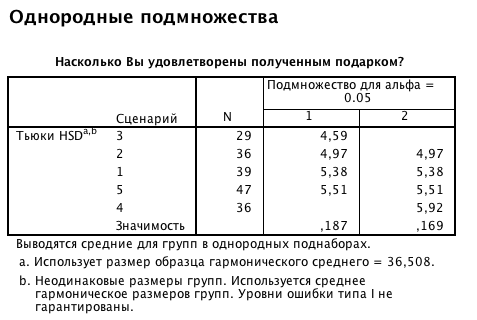 Однородные подмножества
Насколько Вы удовлетворены полученным подарком?
Подмножество для альфа =
0.05
Сценарий N 1 2
Тьюки HSDa,b 3 29 4,59
2 36 4,97 4,97
1 39 5,38 5,38
5 47 5,51 5,51
4 36 5,92
Значимость ,187 ,169
Выводятся средние для групп в однородных поднаборах.
a. Использует размер образца гармонического среднего = 36,508.
b. Неодинаковые размеры групп. Используется среднее
гармоническое размеров групп. Уровни ошибки типа I не
гарантированы.